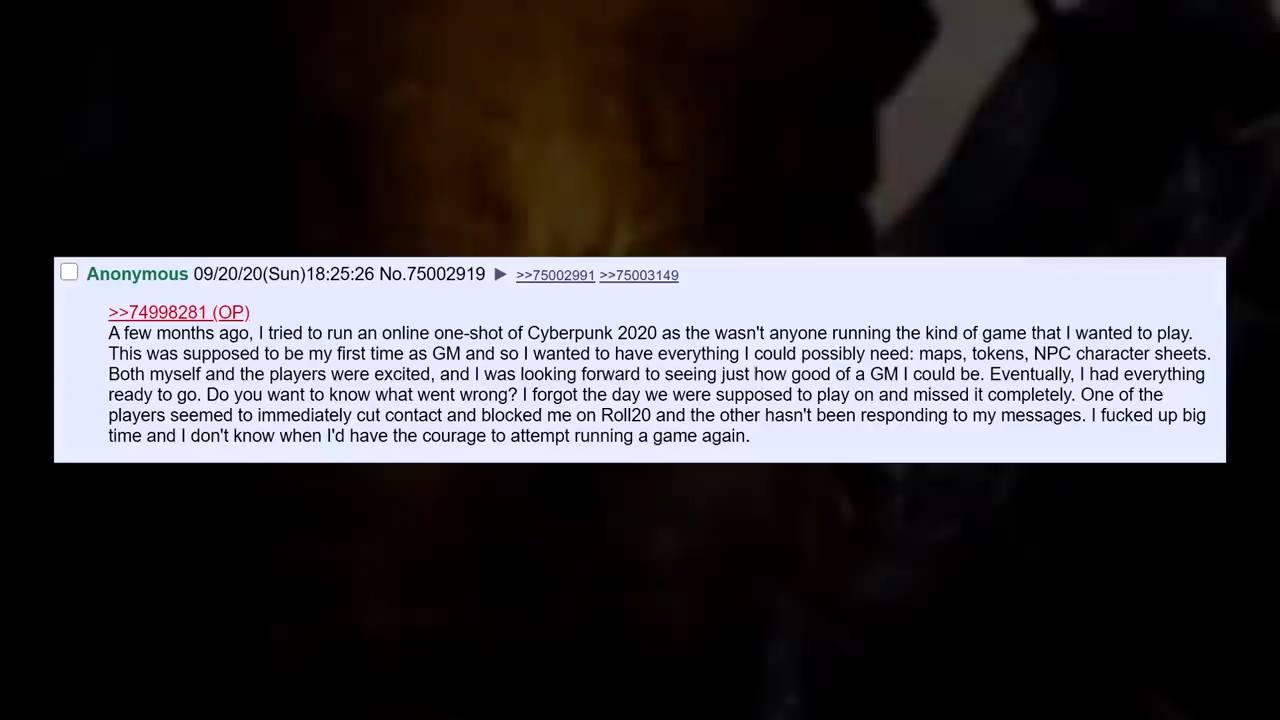 Anonymous 09/20/20(Sun)18:25:26 No.75002919 ▶ >>75002991 >>75003149
>>74998281 (OP)
A few months ago, I tried to run an online one-shot of Cyberpunk 2020 as the wasn't anyone running the kind of game that I wanted to play.
This was supposed to be my first time as GM and so I wanted to have everything I could possibly need: maps, tokens, NPC character sheets.
Both myself and the players were excited, and I was looking forward to seeing just how good of a GM I could be. Eventually, I had everything
ready to go. Do you want to know what went wrong? I forgot the day we were supposed to play on and missed it completely. One of the
players seemed to immediately cut contact and blocked me on Roll20 and the other hasn't been responding to my messages. I fucked up big
time and I don't know when I'd have the courage to attempt running a game again.